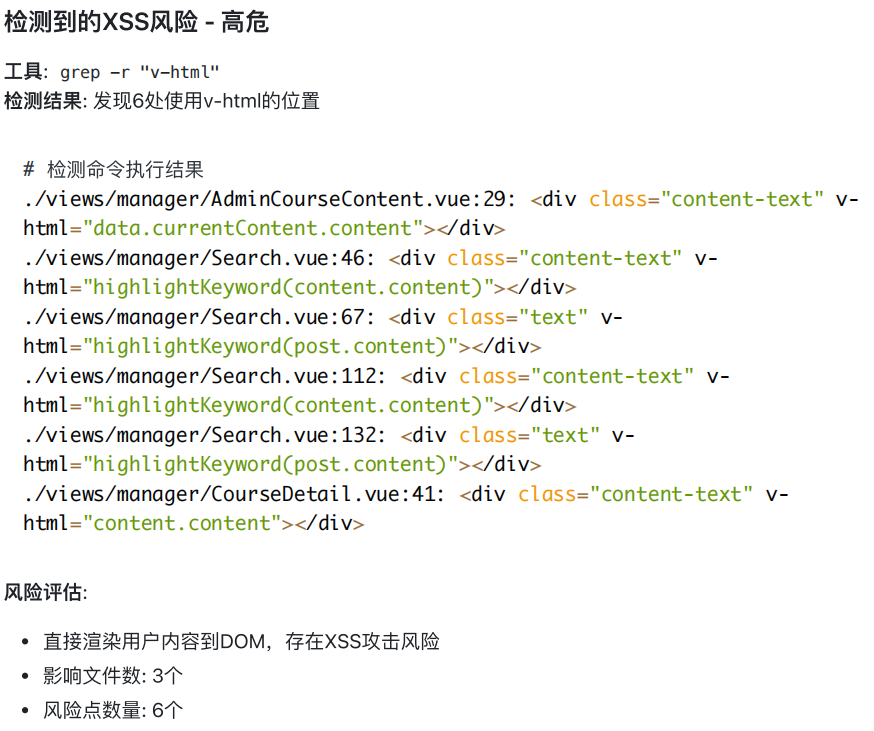 检测到的XSS风险 - 高危
工具: grep -r "v-html"
检测结果: 发现6处使用v-html的位置
# 检测命令执行结果
./views/manager/AdminCourseContent.vue:29: <div class="content-text" v-
html="data.currentContent.content"></div>
./views/manager/Search.vue:46: <div class="content-text" v-
html="highlightKeyword(content.content)"></div>
./views/manager/Search.vue:67: <div class="text" v-
html="highlightKeyword(post.content)"></div>
./views/manager/Search.vue:112: <div class="content-text" v-
html="highlightKeyword(content.content)"></div>
./views/manager/Search.vue:132: <div class="text" v-
html="highlightKeyword(post.content)"></div>
./views/manager/CourseDetail.vue:41: <div class="content-text" v-
html="content.content"></div>
风险评估:
• 直接渲染用户内容到DOM，存在XSS攻击风险
• 影响文件数: 3个
• 风险点数量: 6个